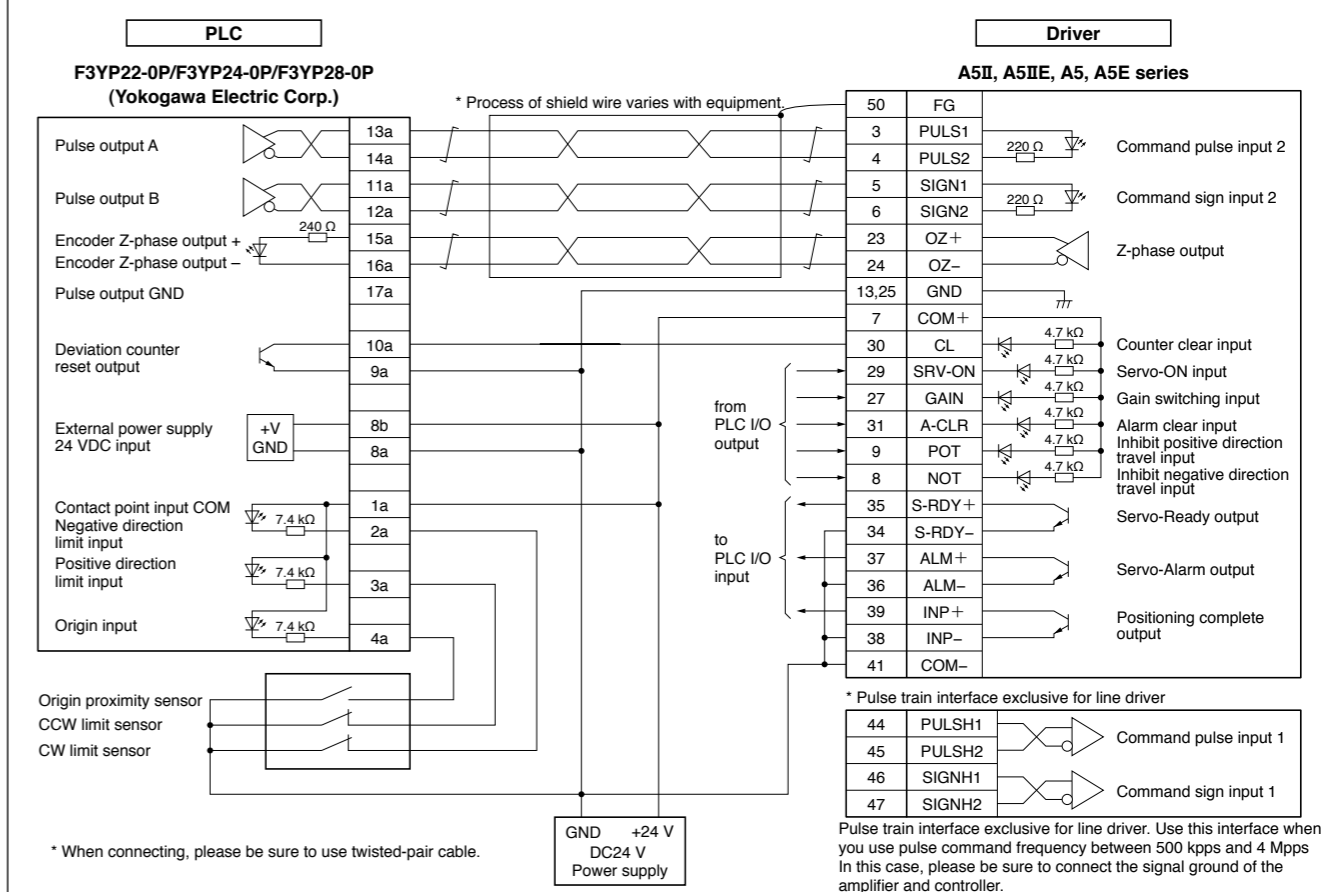 PLC
F3YP22-0P/F3YP24-0P/F3YP28-0P
(Yokogawa Electric Corp.)
Driver
A5II, A5IIE, A5, A5E series
* Process of shield wire varies with equipment.
Pulse output A
13a
14a
Pulse output B
11a
12a
240 Ω
Encoder Z-phase output +
15a
Encoder Z-phase output –
16a
Pulse output GND
17a
Deviation counter
reset output
10a
9a
External power supply
24 VDC input
+V
GND
8b
8a
Contact point input COM
1a
Negative direction
limit input
7.4 kΩ
2a
Positive direction
limit input
7.4 kΩ
3a
Origin input
7.4 kΩ
4a
Origin proximity sensor
CCW limit sensor
CW limit sensor
GND +24 V
DC24 V
Power supply
* When connecting, please be sure to use twisted-pair cable.
from
PLC I/O
output
to
PLC I/O
input
50 FG
3 PULS1
4 PULS2
220 Ω
Command pulse input 2
5 SIGN1
6 SIGN2
220 Ω
Command sign input 2
23 OZ+
24 OZ–
Z-phase output
13,25 GND
7 COM+
30 CL
4.7 kΩ
Counter clear input
29 SRV-ON
4.7 kΩ
Servo-ON input
27 GAIN
4.7 kΩ
Gain switching input
31 A-CLR
4.7 kΩ
Alarm clear input
9 POT
4.7 kΩ
Inhibit positive direction
travel input
8 NOT
4.7 kΩ
Inhibit negative direction
travel input
35 S-RDY+
34 S-RDY–
Servo-Ready output
37 ALM+
36 ALM–
Servo-Alarm output
39 INP+
38 INP–
Positioning complete
output
41 COM–
* Pulse train interface exclusive for line driver
44 PULSH1
45 PULSH2
Command pulse input 1
46 SIGNH1
47 SIGNH2
Command sign input 1
Pulse train interface exclusive for line driver. Use this interface when
you use pulse command frequency between 500 kpps and 4 Mpps
In this case, please be sure to connect the signal ground of the
amplifier and controller.